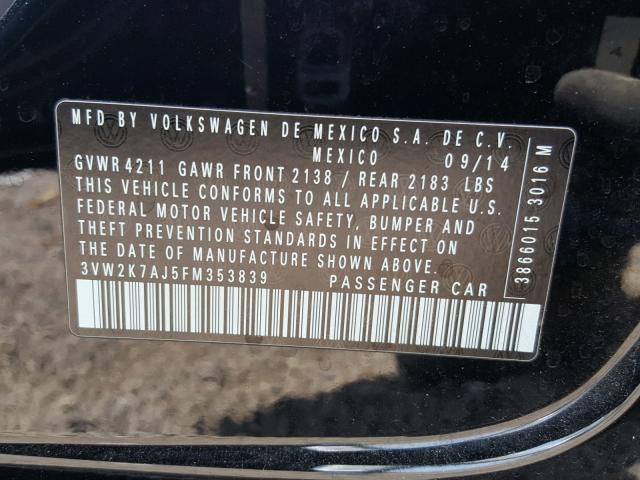 MFD BY VOLKSWAGEN DE MEXICO S.A. DE C.V.
MEXICO 09/14
GVWR 4211 GAWR FRONT 2138 / REAR 2183 LBS
THIS VEHICLE CONFORMS TO ALL APPLICABLE U.S.
FEDERAL MOTOR VEHICLE SAFETY, BUMPER AND
THEFT PREVENTION STANDARDS IN EFFECT ON
THE DATE OF MANUFACTURE SHOWN ABOVE.
3VW2K7AJ5FM353839 PASSENGER CAR
3866015 3016 M